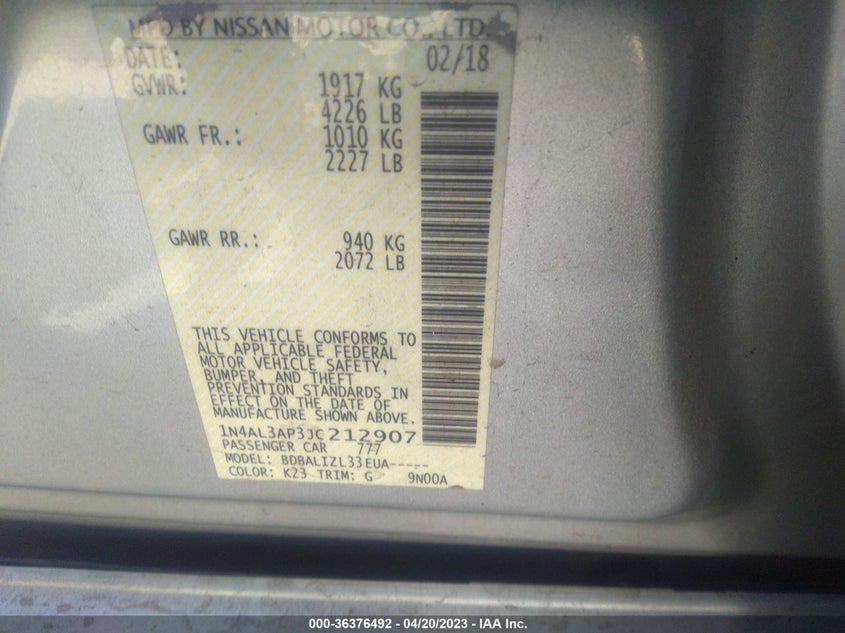 MFD BY NISSAN MOTOR CO., LTD.
DATE: 02/18
GVWR: 1917 KG
4226 LB
GAWR FR.: 1010 KG
2227 LB
GAWR RR.: 940 KG
2072 LB
THIS VEHICLE CONFORMS TO
ALL APPLICABLE FEDERAL
MOTOR VEHICLE SAFETY,
BUMPER, AND THEFT
PREVENTION STANDARDS IN
EFFECT ON THE DATE OF
MANUFACTURE SHOWN ABOVE.
1N4AL3AP3JC212907
PASSENGER CAR 777
MODEL: BDBALIZL33EUA-----
COLOR: K23 TRIM: G 9N00A
000-36376492 - 04/20/2023 - IAA Inc.